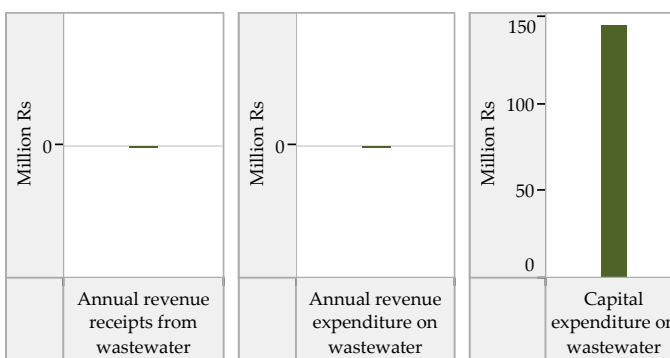 Million Rs
0
Annual revenue
receipts from
wastewater
Million Rs
0
Annual revenue
expenditure on
wastewater
Million Rs
150
100
50
0
Capital
expenditure on
wastewater